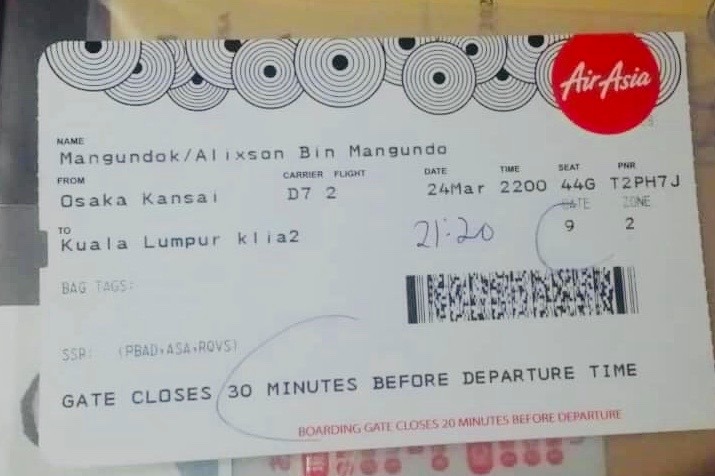 AirAsia
NAME
Mangundok/Alixson Bin Mangundo
FROM CARRIER FLIGHT DATE TIME SEAT PNR
Osaka Kansai D7 2 24Mar 2200 44G T2PH7J
GATE ZONE
TO
Kuala Lumpur klia2 21:20 9 2
BAG TAGS:
SSR: (PBAD,ASA,RQVS)
GATE CLOSES 30 MINUTES BEFORE DEPARTURE TIME
BOARDING GATE CLOSES 20 MINUTES BEFORE DEPARTURE